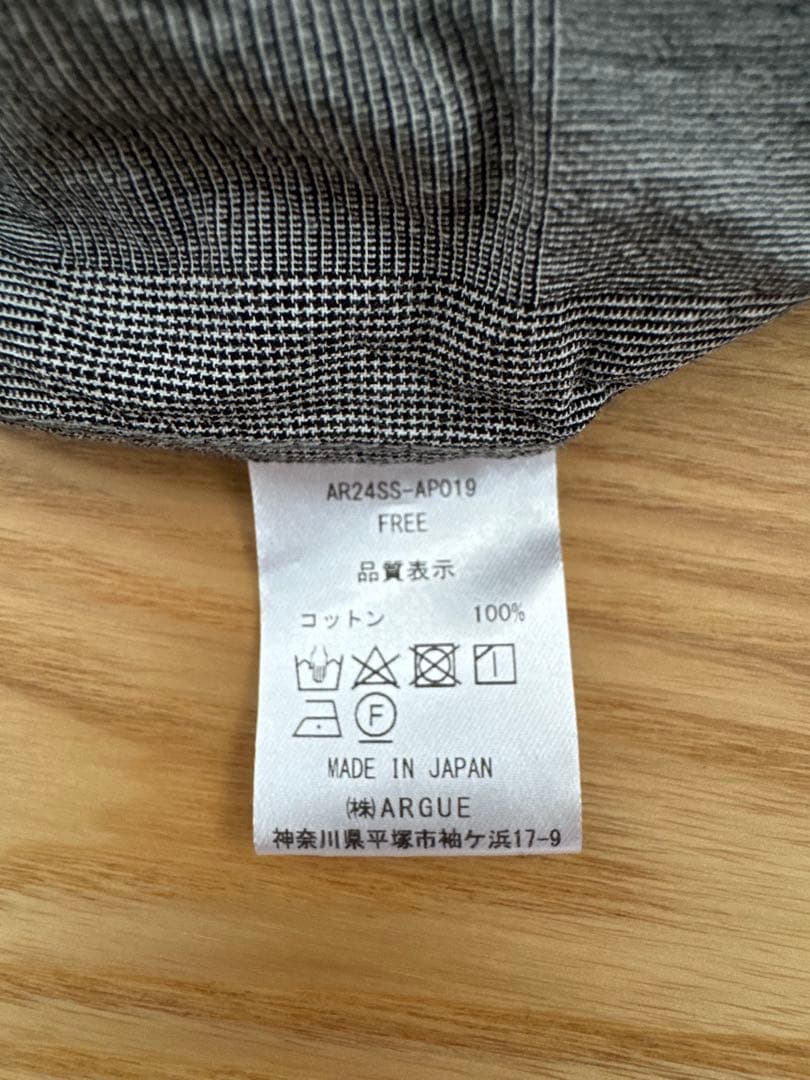 AR24SS-AP019
FREE
品質表示
コットン 100%
F
MADE IN JAPAN
㈱ARGUE
神奈川県平塚市袖ケ浜17-9